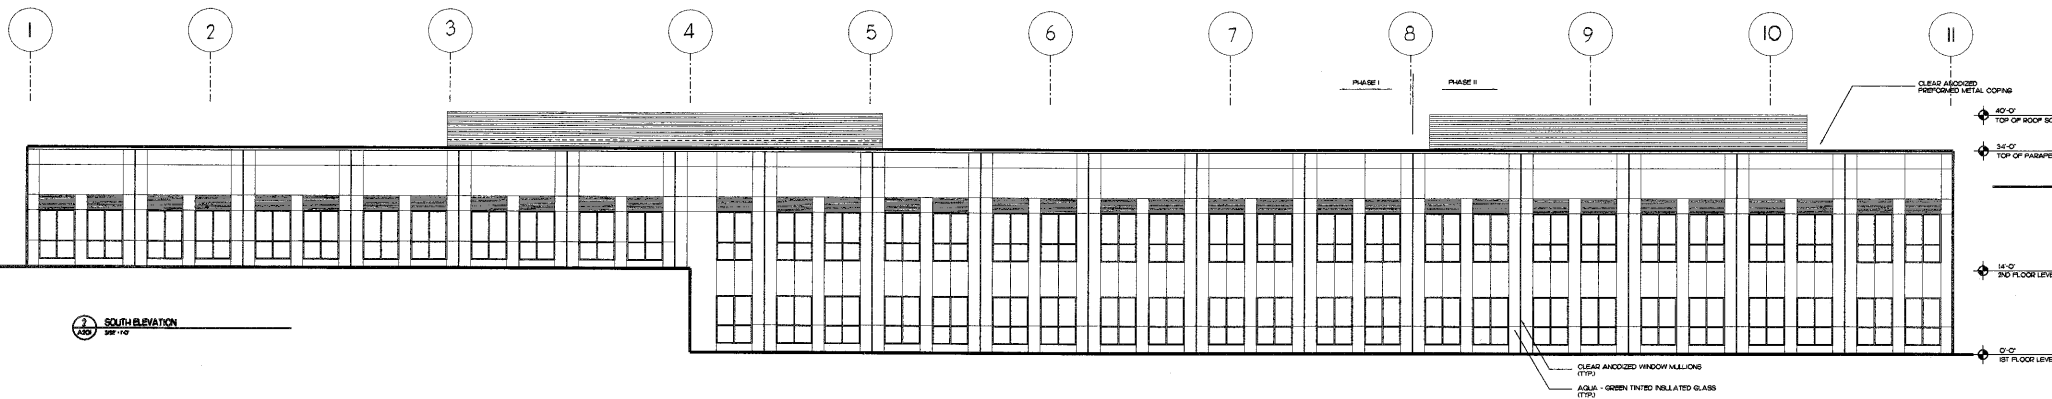 1 2 3 4 5 6 7 8 9 10 11
PHASE I PHASE II
CLEAR ANODIZED
PREFORMED METAL COPING
40'-0"
TOP OF ROOF SC
34'-0"
TOP OF PARAPE
14'-0"
2ND FLOOR LEVE
2
A201
SOUTH ELEVATION
0'-0"
1ST FLOOR LEVE
CLEAR ANODIZED WINDOW MULLIONS
(TYP.)
AQUA - GREEN TINTED INSULATED GLASS
(TYP.)